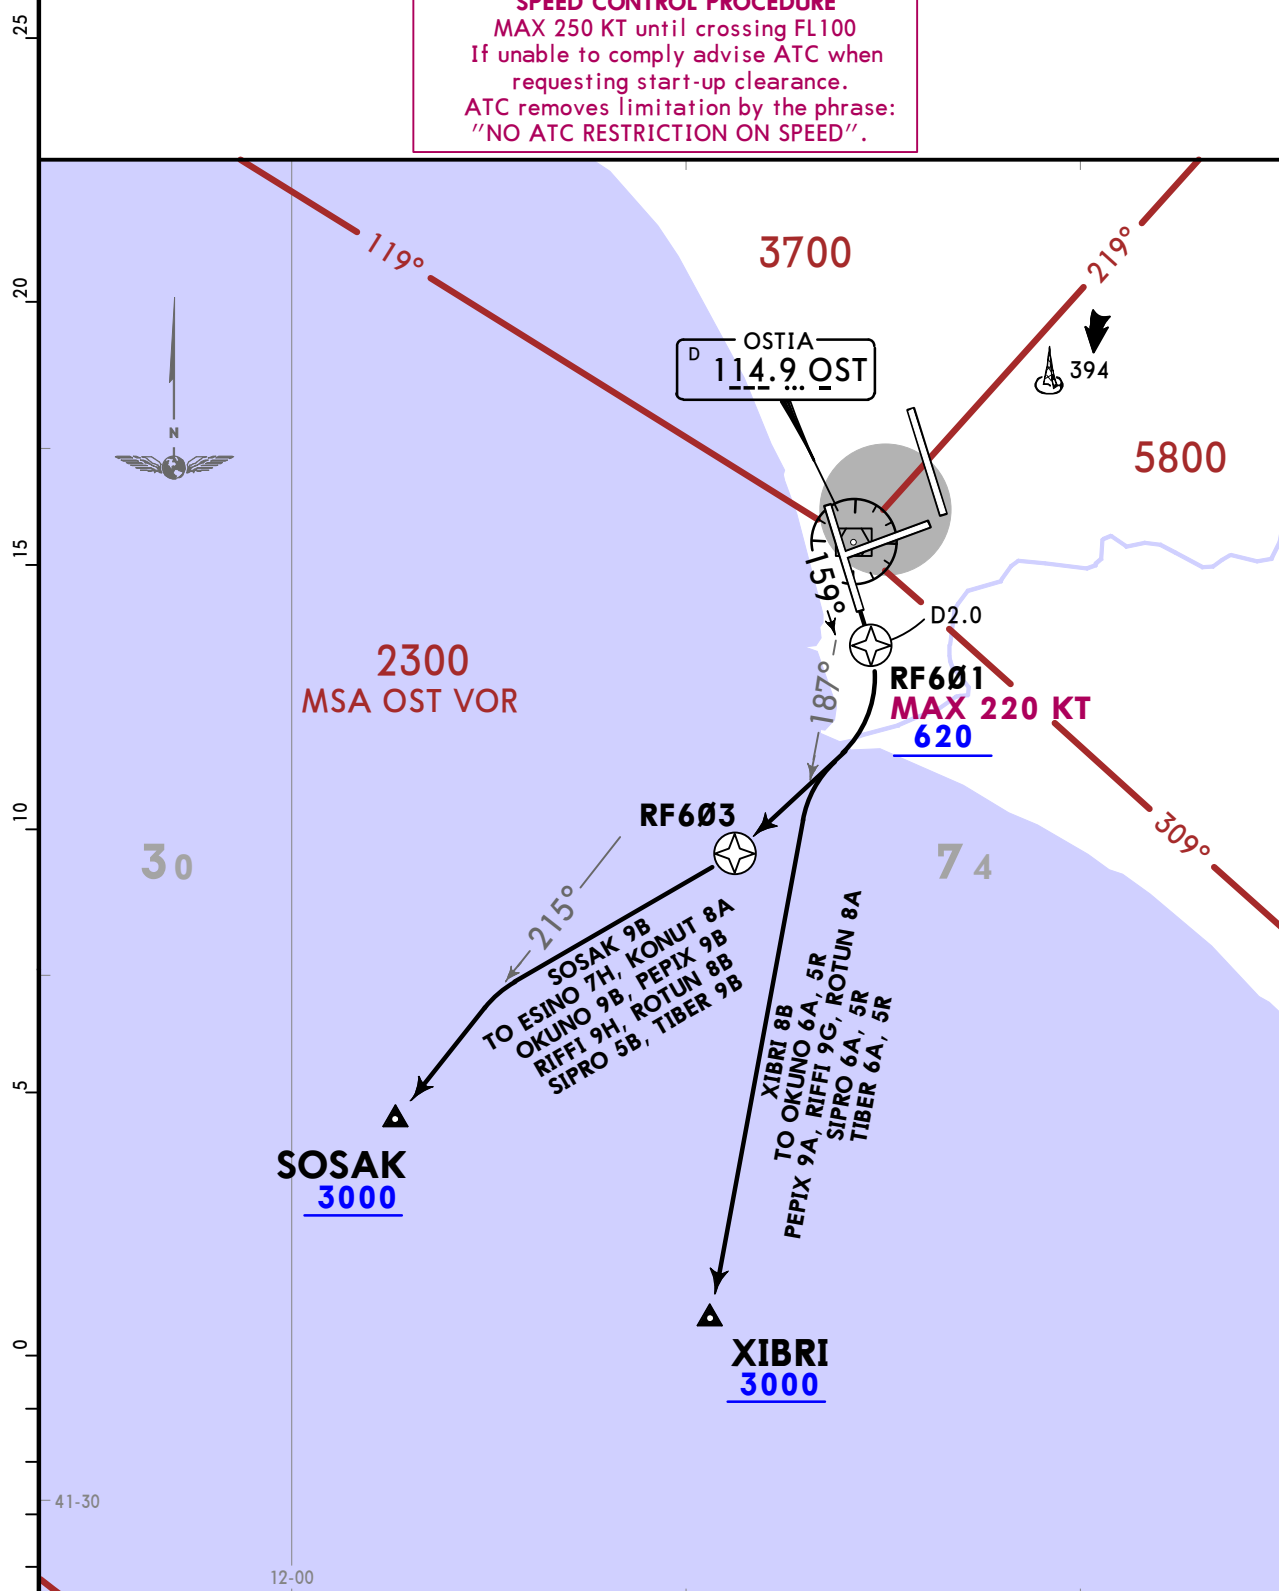 SPEED CONTROL PROCEDURE
MAX 250 KT until crossing FL100
If unable to comply advise ATC when
requesting start-up clearance.
ATC removes limitation by the phrase:
"NO ATC RESTRICTION ON SPEED".
25
20
15
10
5
0
119°
3700
219°
OSTIA
D 114.9 OST
394
N
5800
159°
D2.0
2300
MSA OST VOR
187°
RF6Ø1
MAX 220 KT
620
RF6Ø3
309°
30
74
215°
SOSAK 9B
TO ESINO 7H, KONUT 8A
OKUNO 9B, PEPIX 9B
RIFFI 9H, ROTUN 8B
SIPRO 5B, TIBER 9B
XIBRI 8B
TO OKUNO 6A, 5R
PEPIX 9A, RIFFI 9G, ROTUN 8A
SIPRO 6A, 5R
TIBER 6A, 5R
SOSAK
3000
XIBRI
3000
41-30
12-00